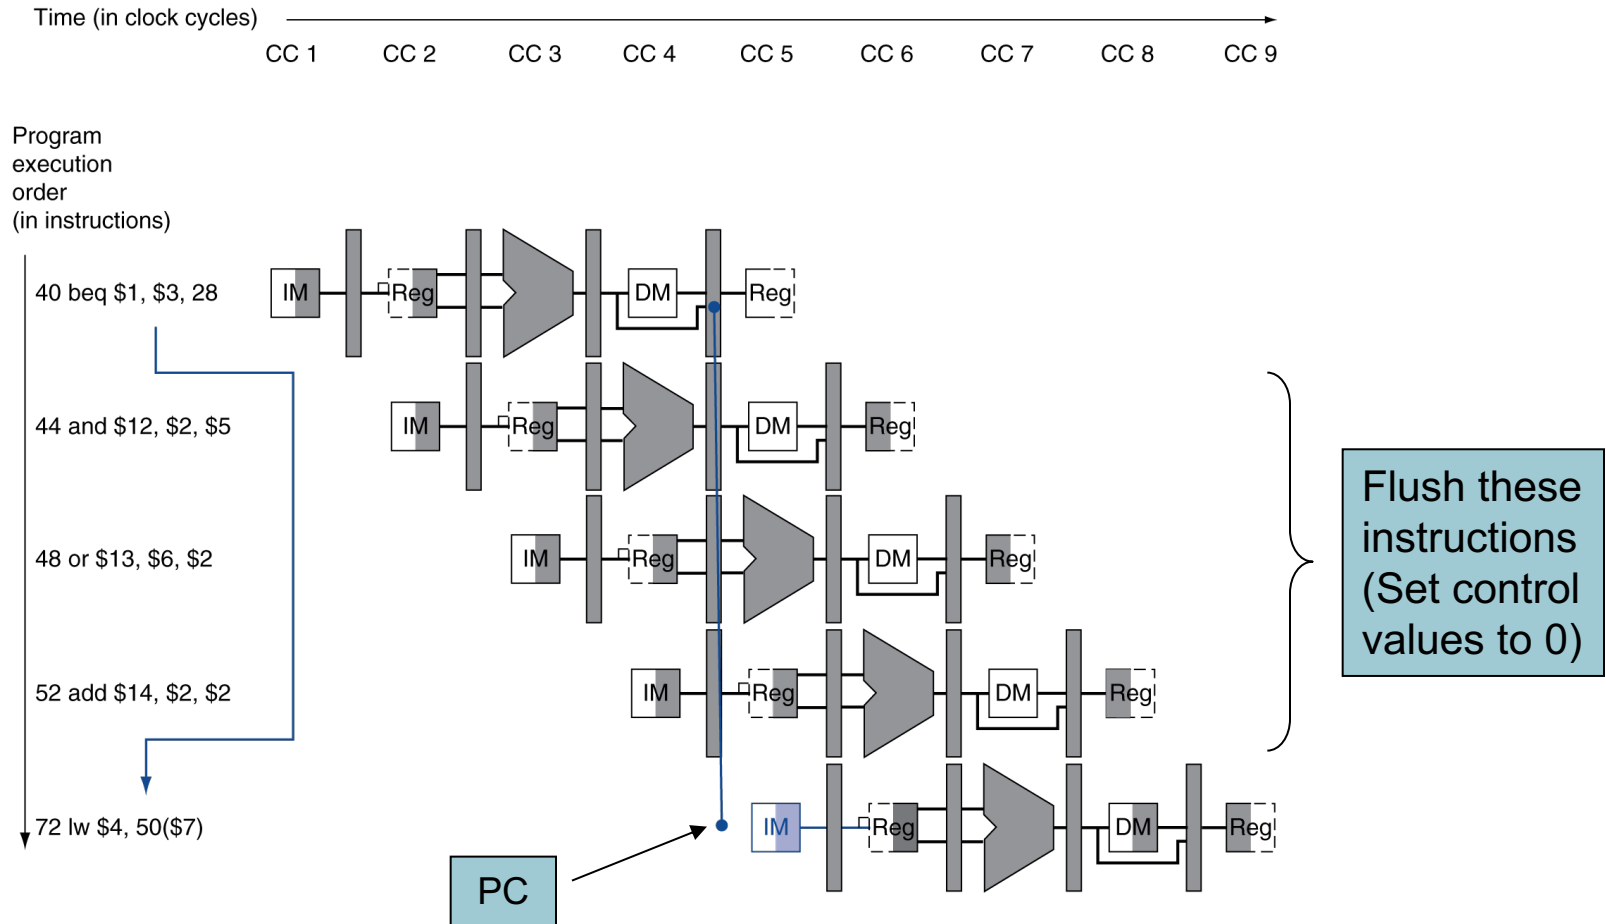 Time (in clock cycles)
CC 1 CC 2 CC 3 CC 4 CC 5 CC 6 CC 7 CC 8 CC 9
Program
execution
order
(in instructions)
40 beq $1, $3, 28
IM Reg DM Reg
44 and $12, $2, $5
IM Reg DM Reg
48 or $13, $6, $2
IM Reg DM Reg
52 add $14, $2, $2
IM Reg DM Reg
72 lw $4, 50($7)
IM Reg DM Reg
PC
Flush these
instructions
(Set control
values to 0)